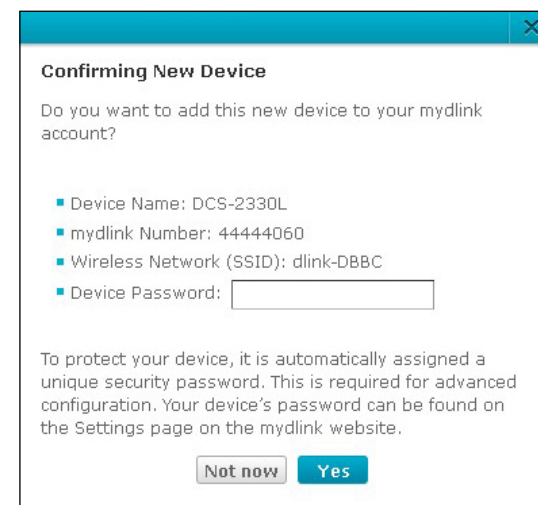 Confirming New Device
Do you want to add this new device to your mydlink
account?
Device Name: DCS-2330L
mydlink Number: 44444060
Wireless Network (SSID): dlink-DBBC
Device Password:
To protect your device, it is automatically assigned a
unique security password. This is required for advanced
configuration. Your device's password can be found on
the Settings page on the mydlink website.
Not now Yes